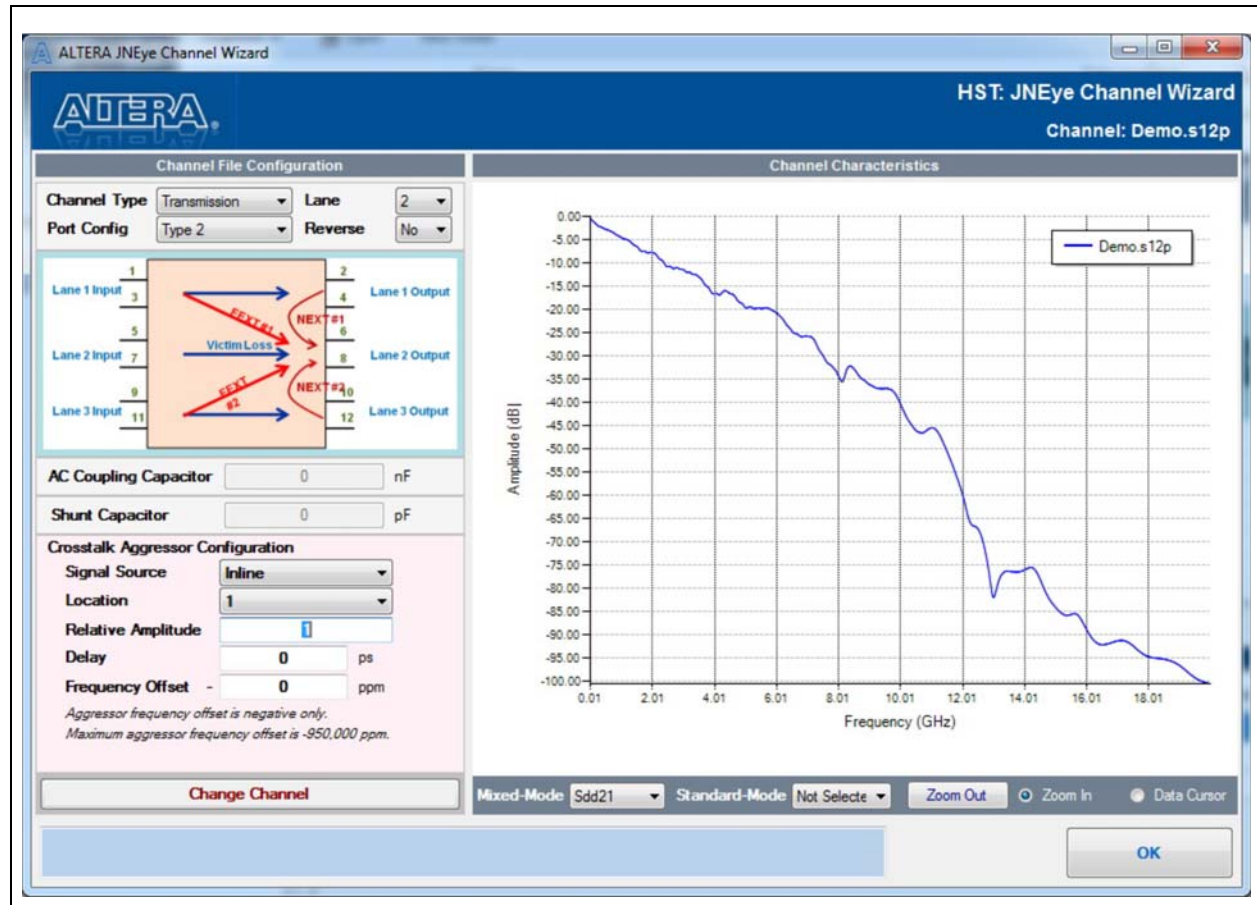 ALTERA JNEye Channel Wizard
ALTERA.
HST: JNEye Channel Wizard
Channel: Demo.s12p
Channel File Configuration
Channel Type Transmission Lane 2
Port Config Type 2 Reverse No
1 2
Lane 1 Input 3 4 Lane 1 Output
FEXT #1 NEXT #1
5 6
Victim Loss
Lane 2 Input 7 8 Lane 2 Output
9 FEXT #2 NEXT #2 10
Lane 3 Input 11 12 Lane 3 Output
AC Coupling Capacitor 0 nF
Shunt Capacitor 0 pF
Crosstalk Aggressor Configuration
Signal Source Inline
Location 1
Relative Amplitude 1
Delay 0 ps
Frequency Offset - 0 ppm
Aggressor frequency offset is negative only.
Maximum aggressor frequency offset is -950,000 ppm.
Change Channel
Channel Characteristics
Demo.s12p
0.00
-5.00
-10.00
-15.00
-20.00
-25.00
-30.00
-35.00
-40.00
-45.00
-50.00
-55.00
-60.00
-65.00
-70.00
-75.00
-80.00
-85.00
-90.00
-95.00
-100.00
Amplitude [dB]
0.01 2.01 4.01 6.01 8.01 10.01 12.01 14.01 16.01 18.01
Frequency (GHz)
Mixed-Mode Sdd21 Standard-Mode Not Selecte Zoom Out Zoom In Data Cursor
OK